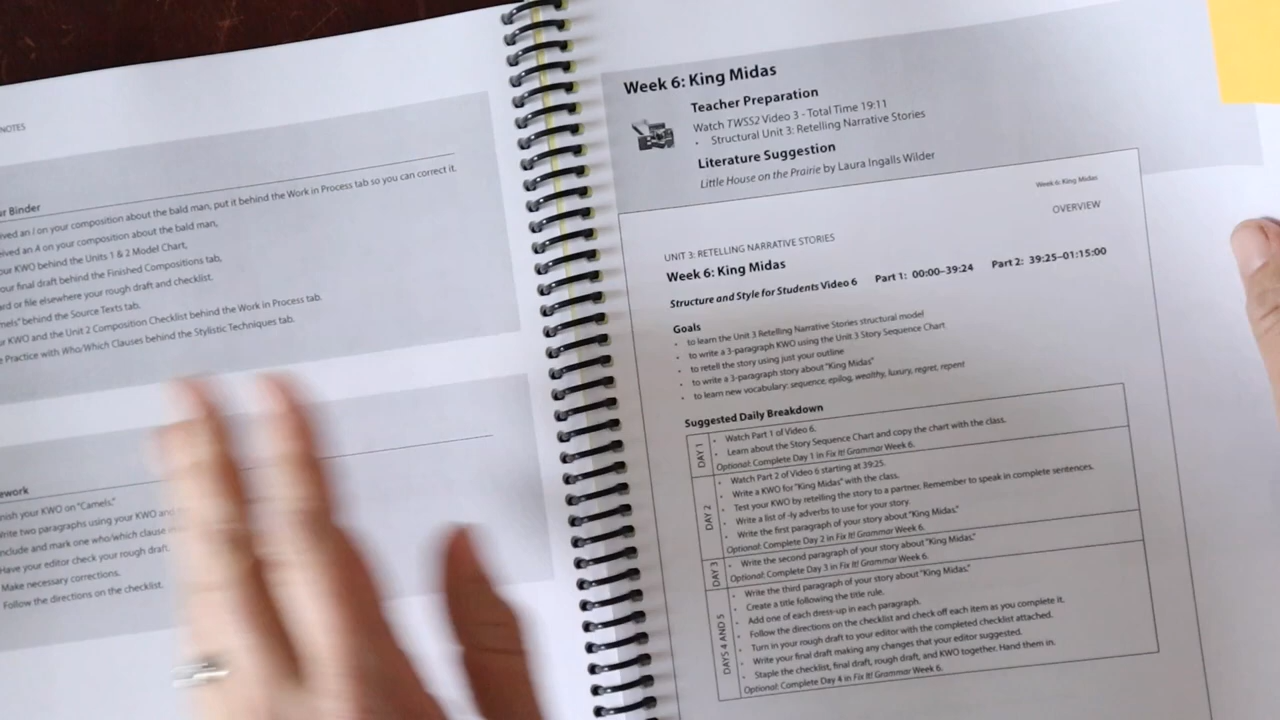 NOTES
ur Binder
ived an I on your composition about the bald man, put it behind the Work in Process tab so you can correct it.
eived an A on your composition about the bald man,
our KWO behind the Units 1 & 2 Model Chart,
your final draft behind the Finished Compositions tab,
ard or file elsewhere your rough draft and checklist.
mels" behind the Source Texts tab.
ur KWO and the Unit 2 Composition Checklist behind the Work in Process tab.
e Practice with Who/Which Clauses behind the Stylistic Techniques tab.
ework
nish your KWO on "Camels."
Write two paragraphs using your KWO and
nclude and mark one who/which clause
Have your editor check your rough draft.
Make necessary corrections.
Follow the directions on the checklist.
Week 6: King Midas
Teacher Preparation
Watch TWSS2 Video 3 - Total Time 19:11
• Structural Unit 3: Retelling Narrative Stories
Literature Suggestion
Little House on the Prairie by Laura Ingalls Wilder
Week 6: King Midas
OVERVIEW
UNIT 3: RETELLING NARRATIVE STORIES
Week 6: King Midas
Structure and Style for Students Video 6 Part 1: 00:00–39:24 Part 2: 39:25–01:15:00
Goals
• to learn the Unit 3 Retelling Narrative Stories structural model
• to write a 3-paragraph KWO using the Unit 3 Story Sequence Chart
• to retell the story using just your outline
• to write a 3-paragraph story about "King Midas"
• to learn new vocabulary: sequence, epilog, wealthy, luxury, regret, repent
Suggested Daily Breakdown
DAY 1
• Watch Part 1 of Video 6.
• Learn about the Story Sequence Chart and copy the chart with the class.
Optional: Complete Day 1 in Fix It! Grammar Week 6.
DAY 2
• Watch Part 2 of Video 6 starting at 39:25.
• Write a KWO for "King Midas" with the class.
• Test your KWO by retelling the story to a partner. Remember to speak in complete sentences.
• Write a list of -ly adverbs to use for your story.
• Write the first paragraph of your story about "King Midas."
Optional: Complete Day 2 in Fix It! Grammar Week 6.
DAY 3
• Write the second paragraph of your story about "King Midas."
Optional: Complete Day 3 in Fix It! Grammar Week 6.
DAYS 4 AND 5
• Write the third paragraph of your story about "King Midas."
• Create a title following the title rule.
• Add one of each dress-up in each paragraph.
• Follow the directions on the checklist and check off each item as you complete it.
• Turn in your rough draft to your editor with the completed checklist attached.
• Write your final draft making any changes that your editor suggested.
• Staple the checklist, final draft, rough draft, and KWO together. Hand them in.
Optional: Complete Day 4 in Fix It! Grammar Week 6.